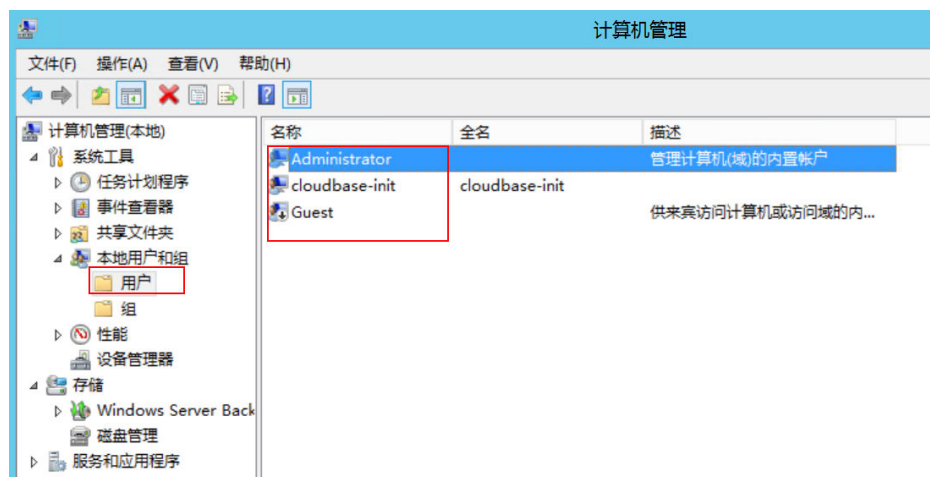 计算机管理
文件(F) 操作(A) 查看(V) 帮助(H)
计算机管理(本地)
系统工具
任务计划程序
事件查看器
共享文件夹
本地用户和组
用户
组
性能
设备管理器
存储
Windows Server Back
磁盘管理
服务和应用程序
名称 全名 描述
Administrator 管理计算机(域)的内置帐户
cloudbase-init cloudbase-init
Guest 供来宾访问计算机或访问域的内...